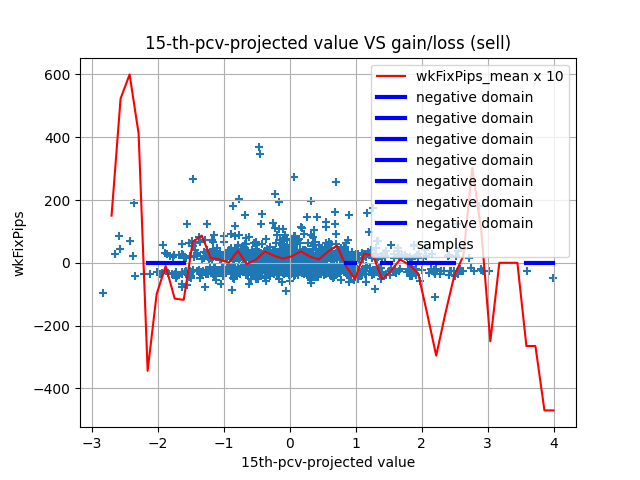 15-th-pcv-projected value VS gain/loss (sell)
wkFixPips_mean x 10
negative domain
negative domain
negative domain
negative domain
negative domain
negative domain
negative domain
samples
600
400
200
0
−200
−400
wkFixPips
−3
−2
−1
0
1
2
3
4
15th-pcv-projected value